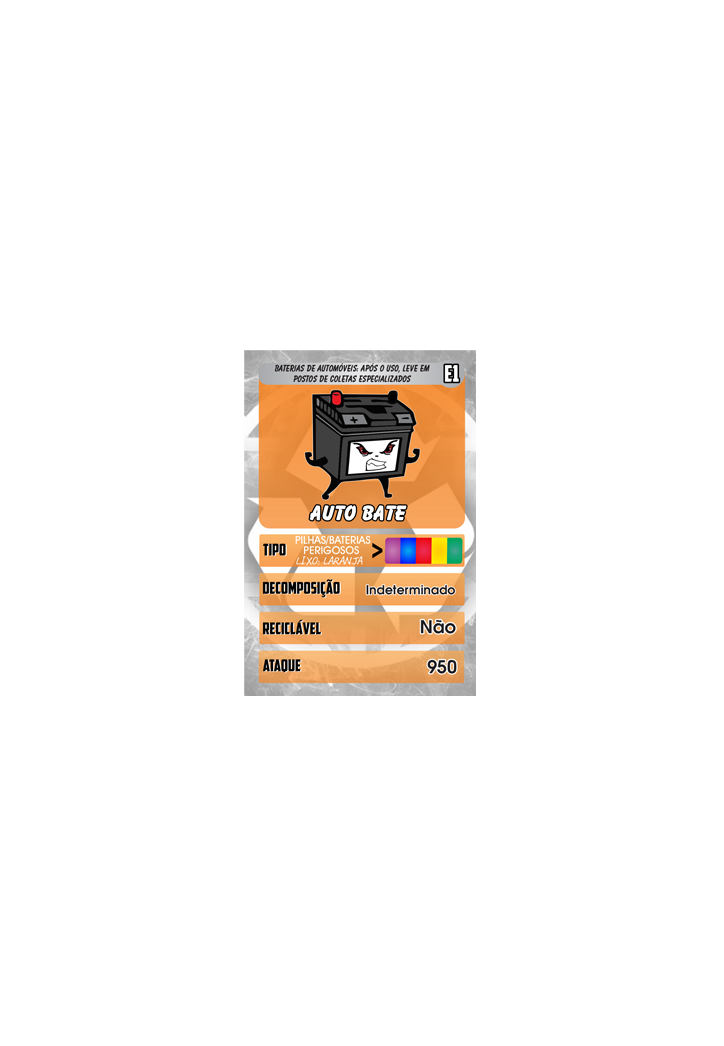 BATERIAS DE AUTOMÓVEIS: APÓS O USO, LEVE EM
POSTOS DE COLETAS ESPECIALIZADOS
E1
+ -
AUTO BATE
TIPO
PILHAS/BATERIAS
PERIGOSOS
LIXO: LARANJA
>
DECOMPOSIÇÃO Indeterminado
RECICLÁVEL Não
ATAQUE 950